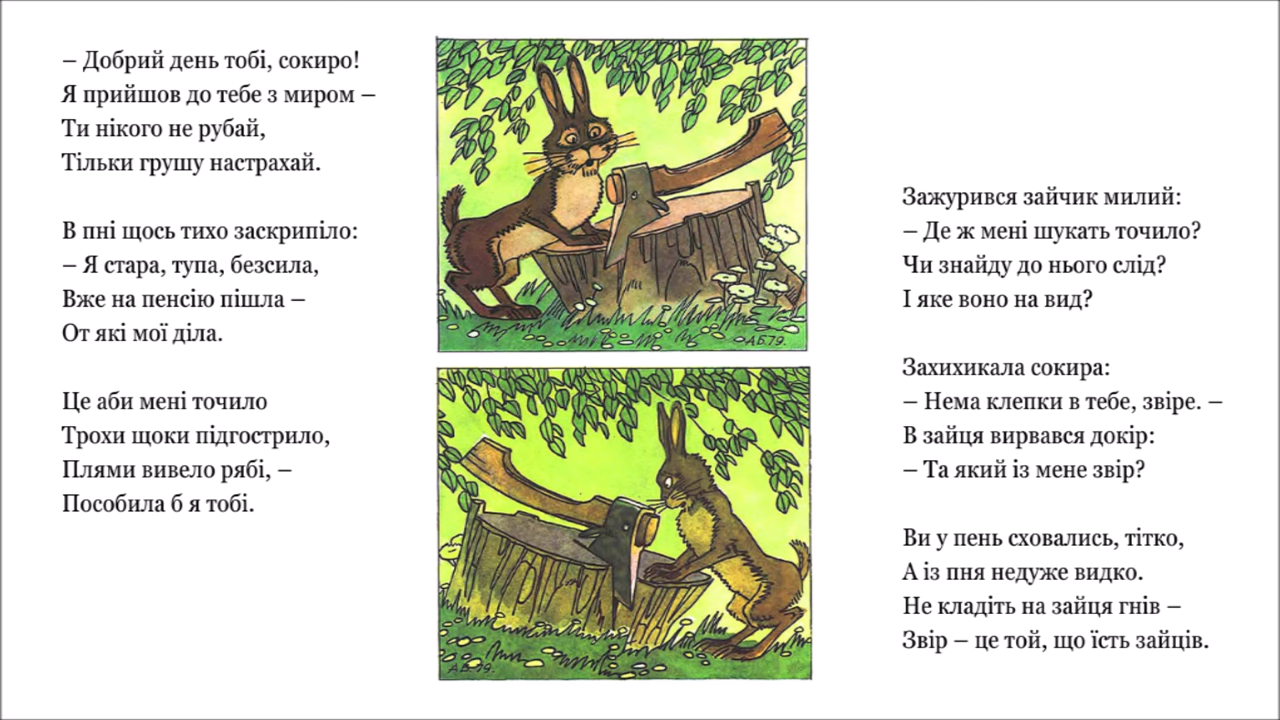 – Добрий день тобі, сокиро!
Я прийшов до тебе з миром –
Ти нікого не рубай,
Тільки грушу настрахай.

В пні щось тихо заскрипіло:
– Я стара, тупа, безсила,
Вже на пенсію пішла –
От які мої діла.

Це аби мені точило
Трохи щоки підгострило,
Плями вивело рябі, –
Пособила б я тобі.

А.Б.79.
А.Б.79.

Зажурився зайчик милий:
– Де ж мені шукать точило?
Чи знайду до нього слід?
І яке воно на вид?

Захихикала сокира:
– Нема клепки в тебе, звіре. –
В зайця вирвався докір:
– Та який із мене звір?

Ви у пень сховались, тітко,
А із пня недуже видко.
Не кладіть на зайця гнів –
Звір – це той, що їсть зайців.